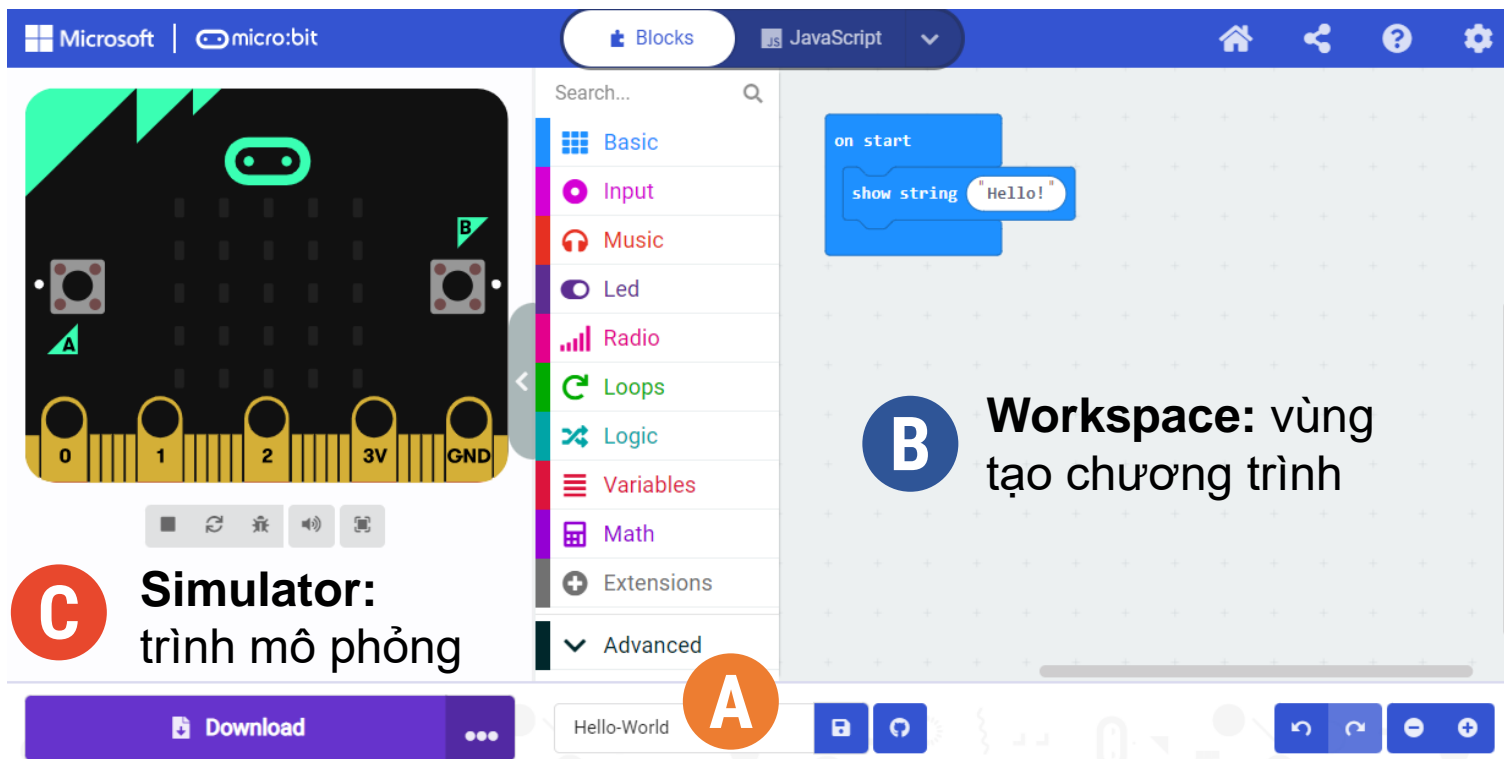 Microsoft | micro:bit
Blocks
JS JavaScript
Search...
Basic
Input
Music
Led
Radio
Loops
Logic
Variables
Math
Extensions
Advanced
on start
show string "Hello!"
B
A
0 1 2 3V GND
B
Workspace: vùng
tạo chương trình
C
Simulator:
trình mô phỏng
Download
Hello-World
A